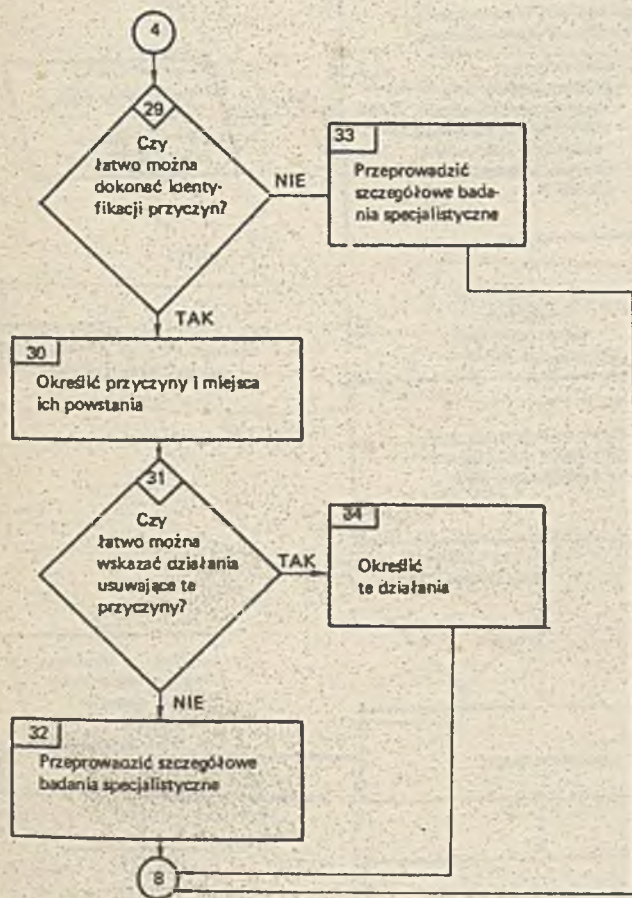 4
29
Czy
łatwo można
dokonać identy-
fikacji przyczyn?
NIE
33
Przeprowadzić
szczegółowe bada-
nia specjalistyczne
TAK
30
Określić przyczyny i miejsca
ich powstania
31
Czy
łatwo można
wskazać działania
usuwające te
przyczyny?
TAK
34
Określić
te działania
NIE
32
Przeprowadzić szczegółowe
badania specjalistyczne
8